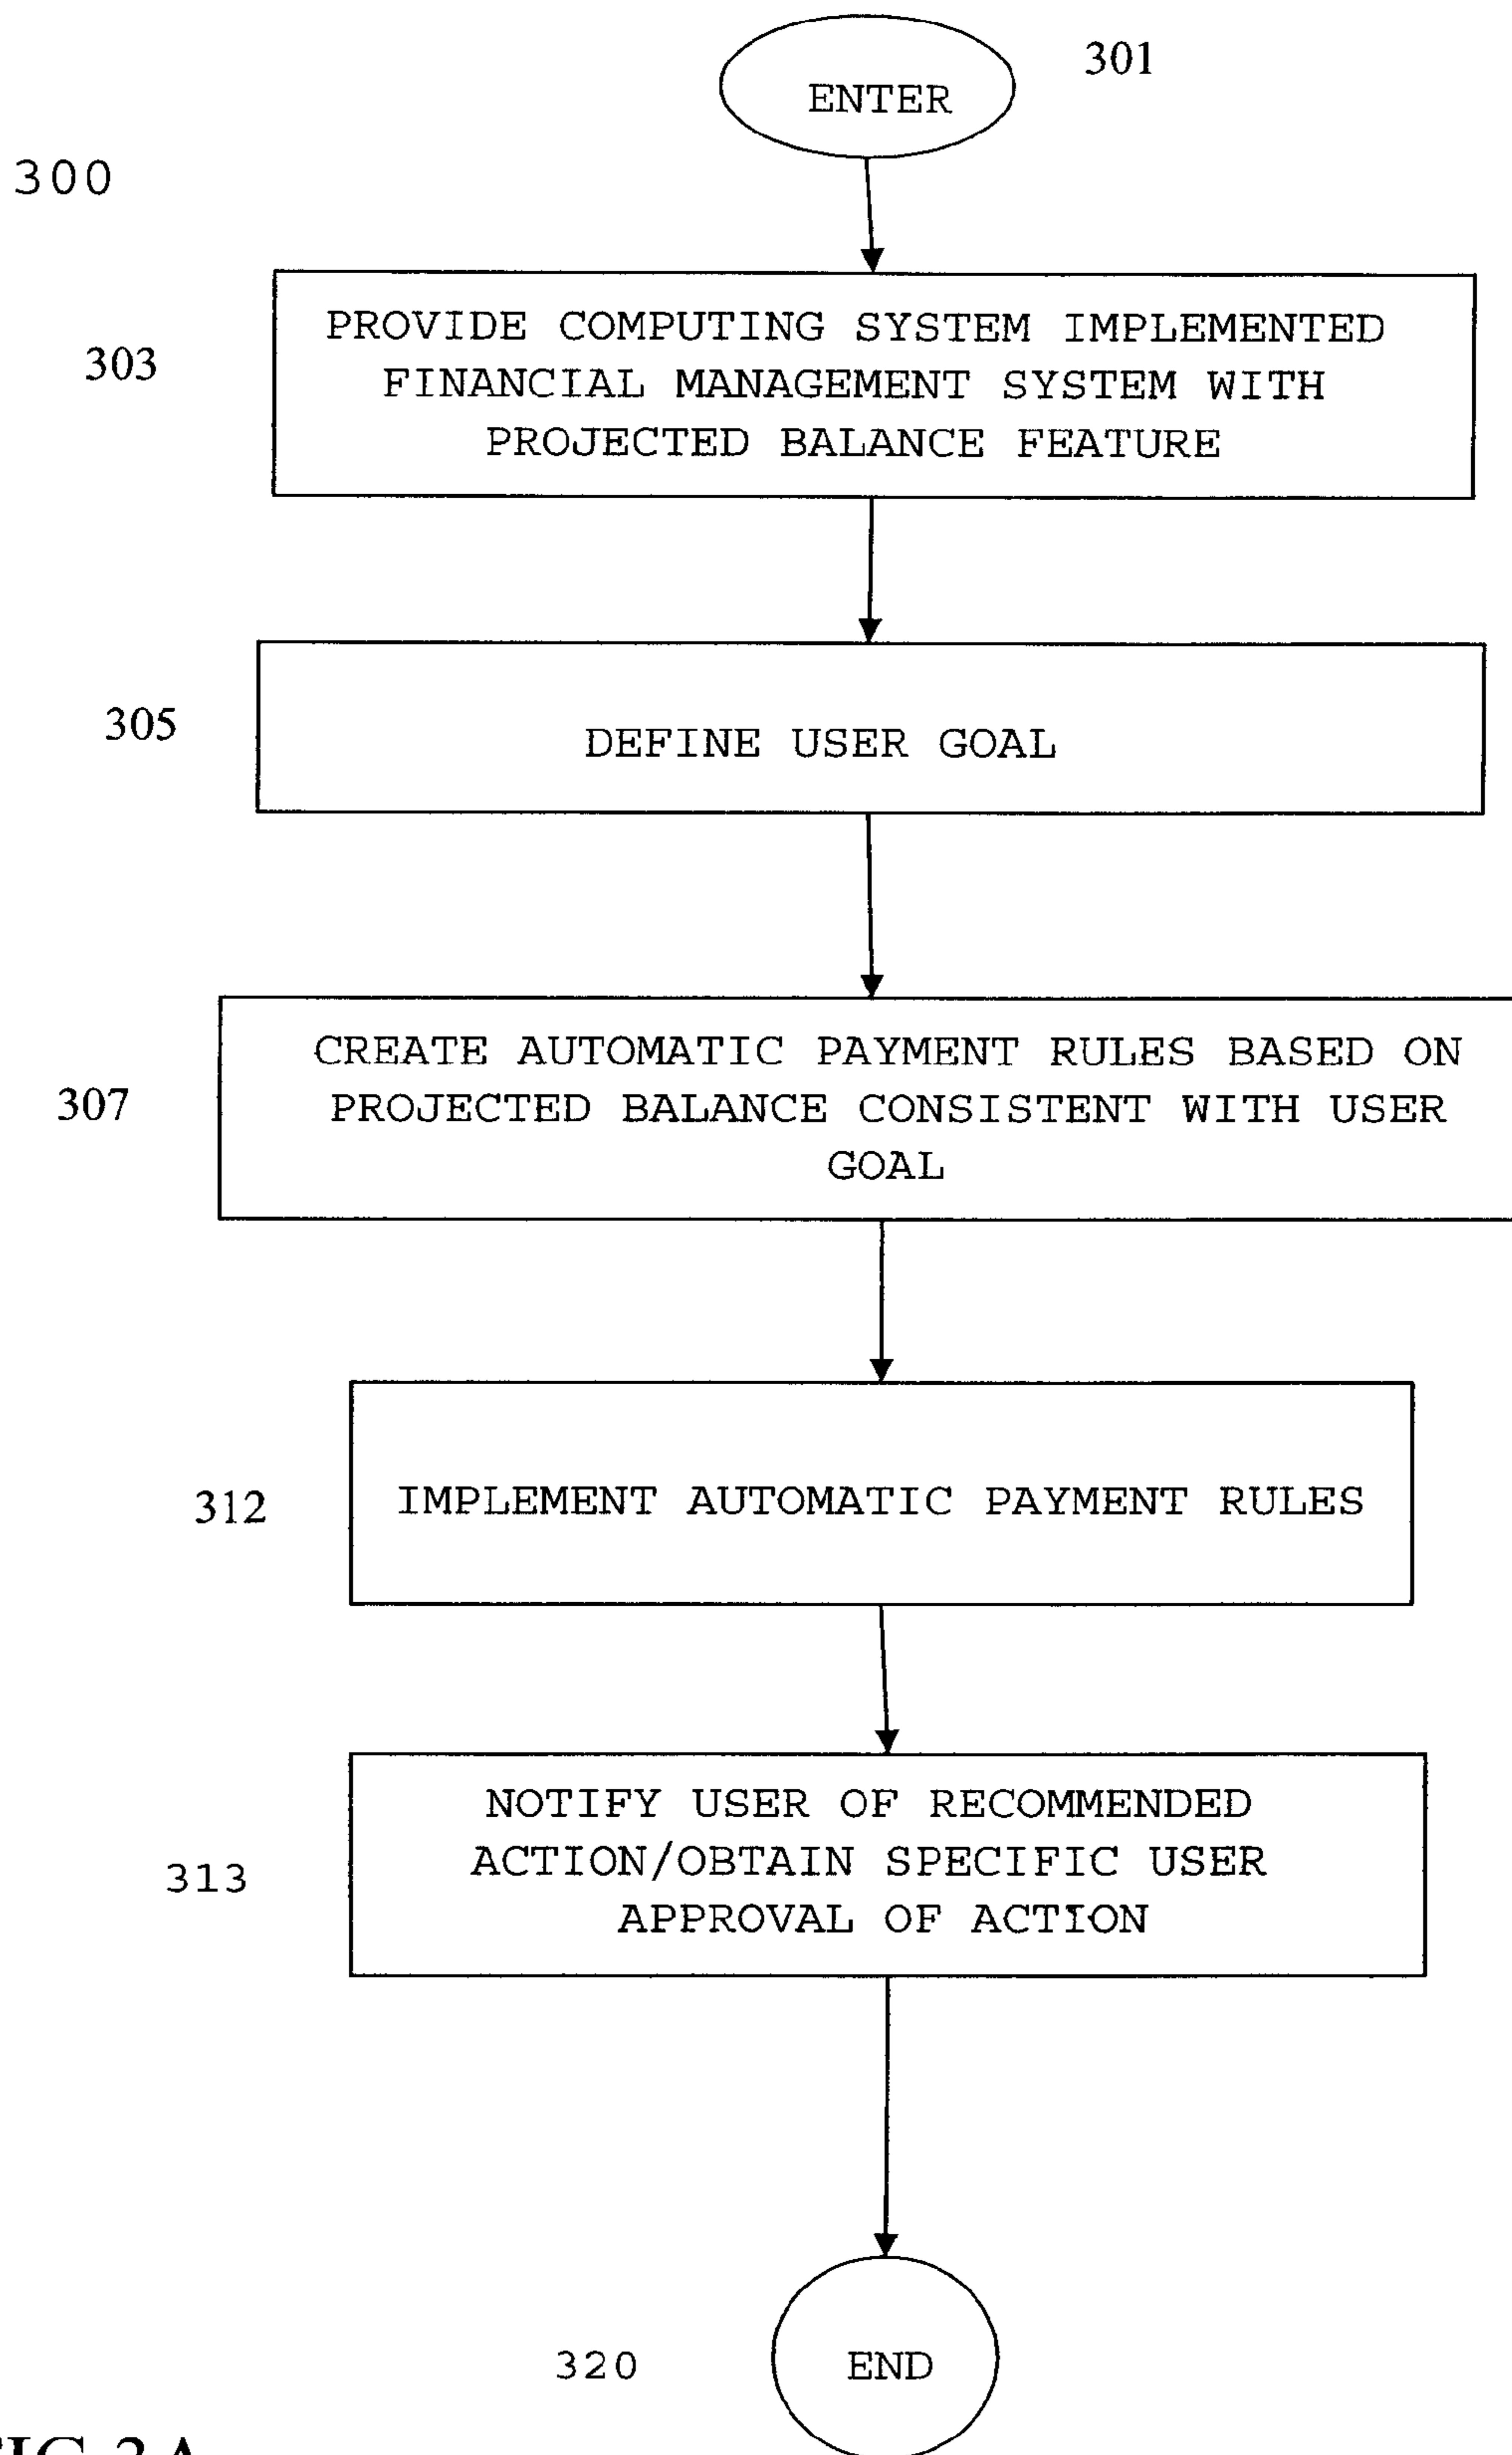 ENTER
301
300
303
PROVIDE COMPUTING SYSTEM IMPLEMENTED
FINANCIAL MANAGEMENT SYSTEM WITH
PROJECTED BALANCE FEATURE
305
DEFINE USER GOAL
307
CREATE AUTOMATIC PAYMENT RULES BASED ON
PROJECTED BALANCE CONSISTENT WITH USER
GOAL
312
IMPLEMENT AUTOMATIC PAYMENT RULES
313
NOTIFY USER OF RECOMMENDED
ACTION/OBTAIN SPECIFIC USER
APPROVAL OF ACTION
320
END